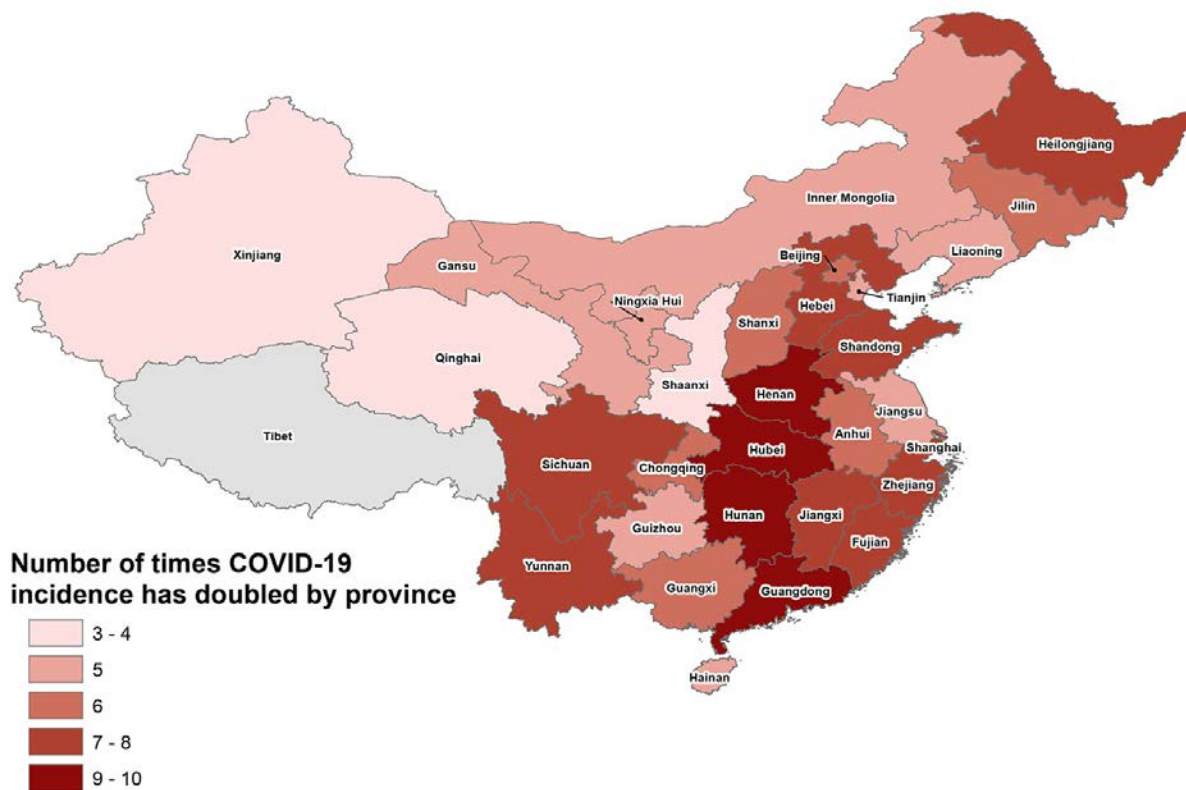 Heilongjiang
Jilin
Inner Mongolia
Liaoning
Beijing
Xinjiang
Gansu
Tianjin
Ningxia Hui
Hebei
Shanxi
Shandong
Qinghai
Shaanxi
Henan
Jiangsu
Anhui
Tibet
Shanghai
Hubei
Sichuan
Chongqing
Zhejiang
Hunan
Jiangxi
Guizhou
Fujian
Yunnan
Guangxi
Guangdong
Hainan
Number of times COVID-19
incidence has doubled by province
3 - 4
5
6
7 - 8
9 - 10